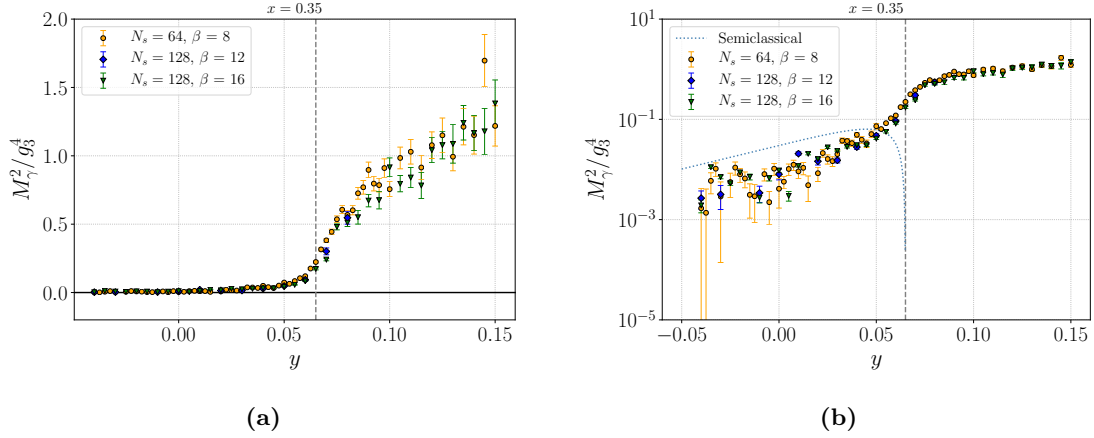 x = 0.35
2.0
1.5
1.0
0.5
0.0
M_γ^2/g_3^4
N_s = 64, β = 8
N_s = 128, β = 12
N_s = 128, β = 16
0.00
0.05
0.10
0.15
y
(a)
x = 0.35
10^1
10^{-1}
10^{-3}
10^{-5}
M_γ^2/g_3^4
Semiclassical
N_s = 64, β = 8
N_s = 128, β = 12
N_s = 128, β = 16
−0.05
0.00
0.05
0.10
0.15
y
(b)